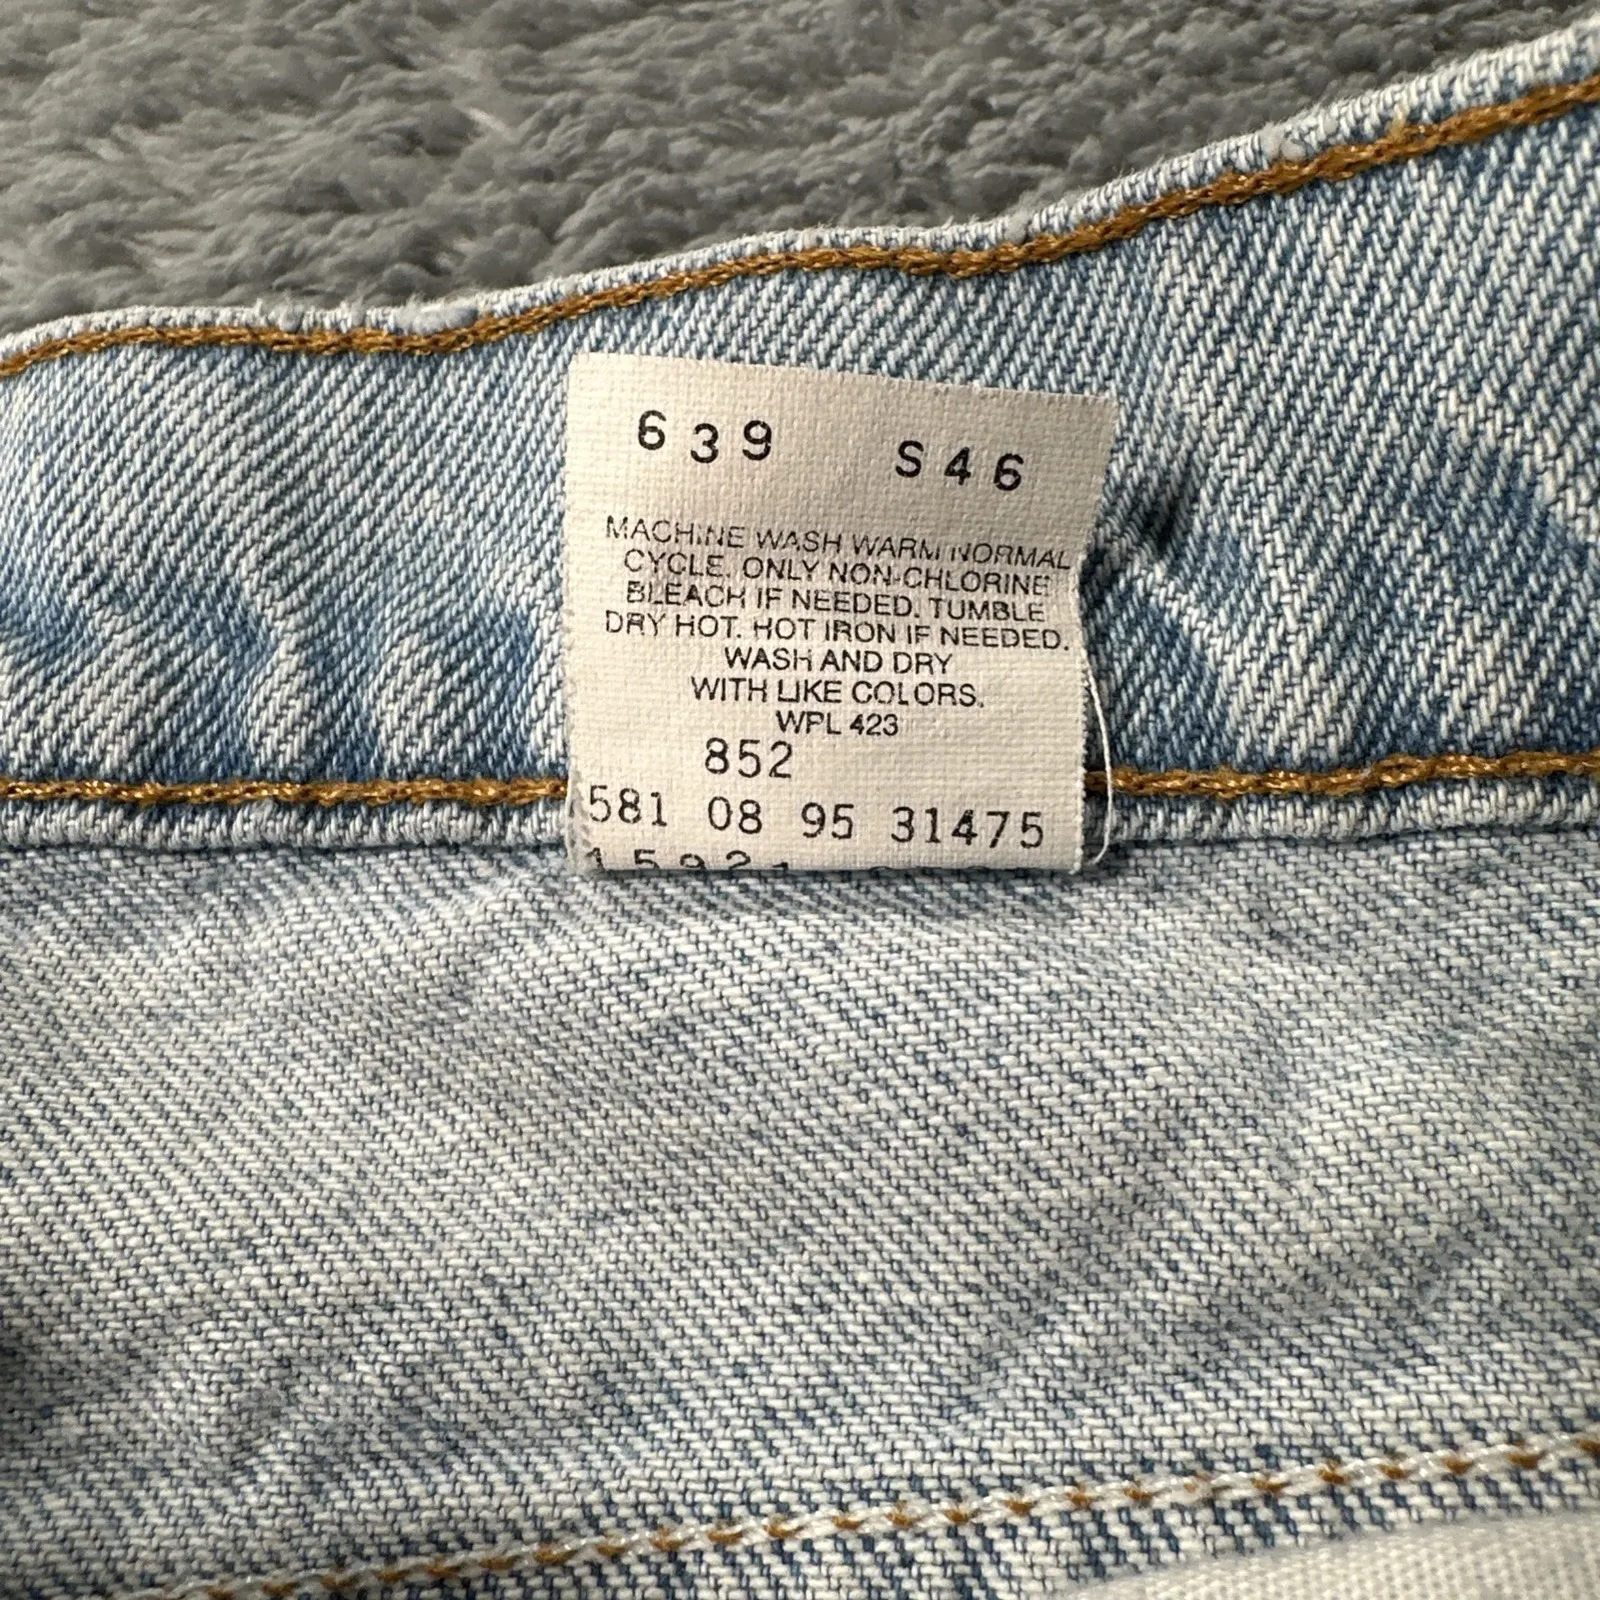 639 S46
MACHINE WASH WARM NORMAL
CYCLE. ONLY NON-CHLORINE
BLEACH IF NEEDED. TUMBLE
DRY HOT. HOT IRON IF NEEDED.
WASH AND DRY
WITH LIKE COLORS.
WPL 423
852
581 08 95 31475